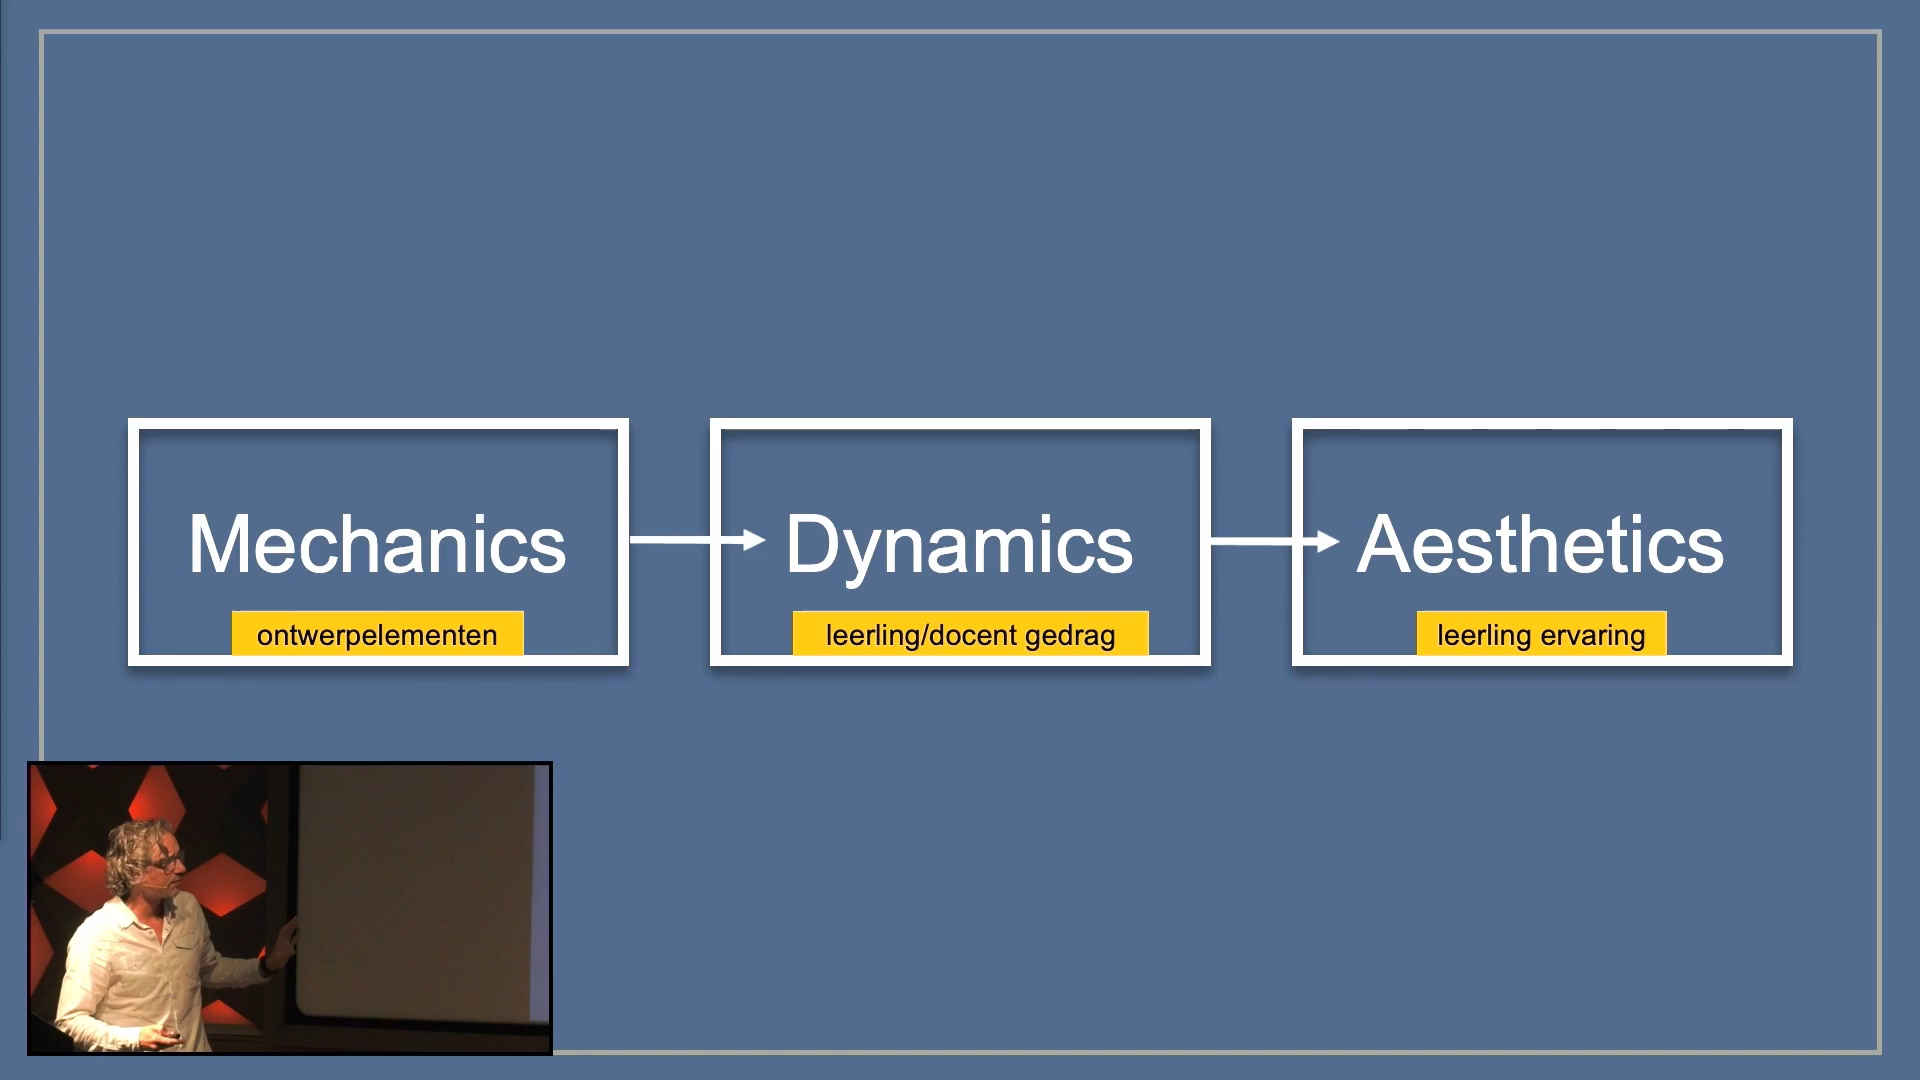 Mechanics
ontwerpelementen
Dynamics
leerling/docent gedrag
Aesthetics
leerling ervaring